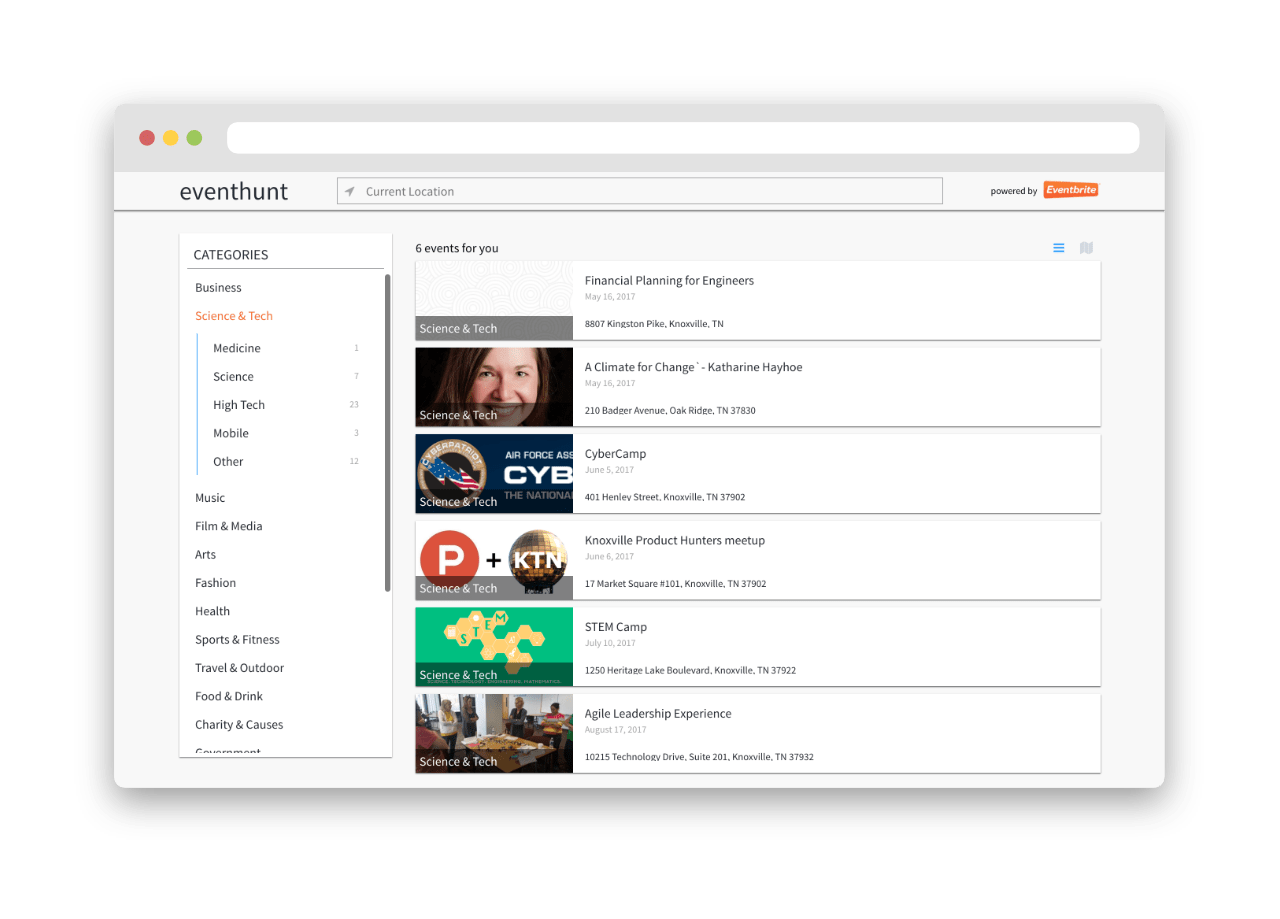 eventhunt
Current Location
powered by Eventbrite
CATEGORIES
Business
Science & Tech
Medicine 1
Science 7
High Tech 23
Mobile 3
Other 12
Music
Film & Media
Arts
Fashion
Health
Sports & Fitness
Travel & Outdoor
Food & Drink
Charity & Causes
Government
6 events for you
Science & Tech
Financial Planning for Engineers
May 16, 2017
8807 Kingston Pike, Knoxville, TN
Science & Tech
A Climate for Change`- Katharine Hayhoe
May 16, 2017
210 Badger Avenue, Oak Ridge, TN 37830
CYBERPATRIOT
AIR FORCE ASS
CYB
THE NATIONA
Science & Tech
CyberCamp
June 5, 2017
401 Henley Street, Knoxville, TN 37902
P + KTN
Science & Tech
Knoxville Product Hunters meetup
June 6, 2017
17 Market Square #101, Knoxville, TN 37902
STEM
Science & Tech
SCIENCE. TECHNOLOGY. ENGINEERING. MATHEMATICS.
STEM Camp
July 10, 2017
1250 Heritage Lake Boulevard, Knoxville, TN 37922
Science & Tech
Agile Leadership Experience
August 17, 2017
10215 Technology Drive, Suite 201, Knoxville, TN 37932